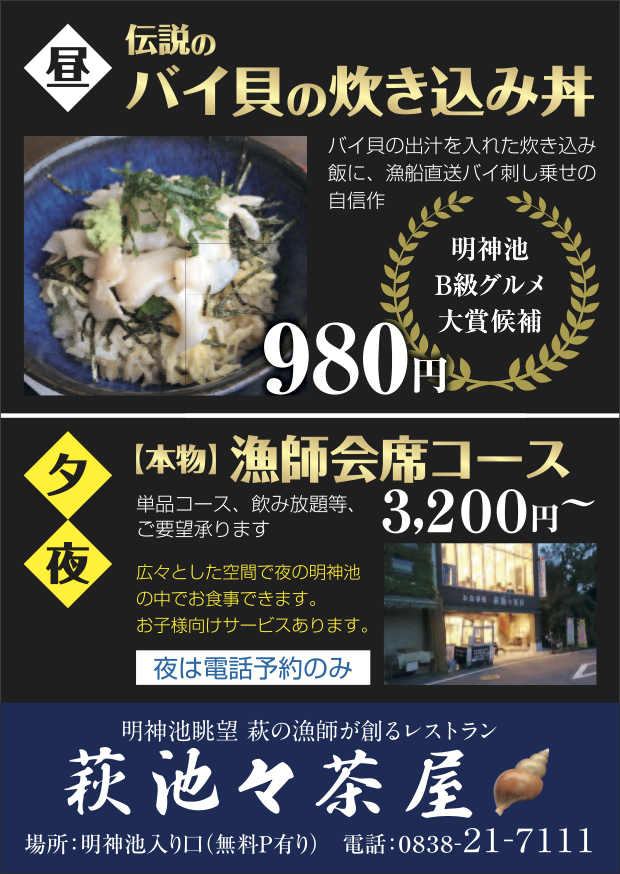 昼
伝説の
バイ貝の炊き込み丼
バイ貝の出汁を入れた炊き込み
飯に、漁船直送バイ刺し乗せの
自信作
明神池
B級グルメ
大賞候補
980円
夕
夜
【本物】漁師会席コース
単品コース、飲み放題等、
ご要望承ります
3,200円〜
広々とした空間で夜の明神池
の中でお食事できます。
お子様向けサービスあります。
夜は電話予約のみ
明神池眺望 萩の漁師が創るレストラン
萩池々茶屋
場所：明神池入り口（無料P有り） 電話：0838-21-7111